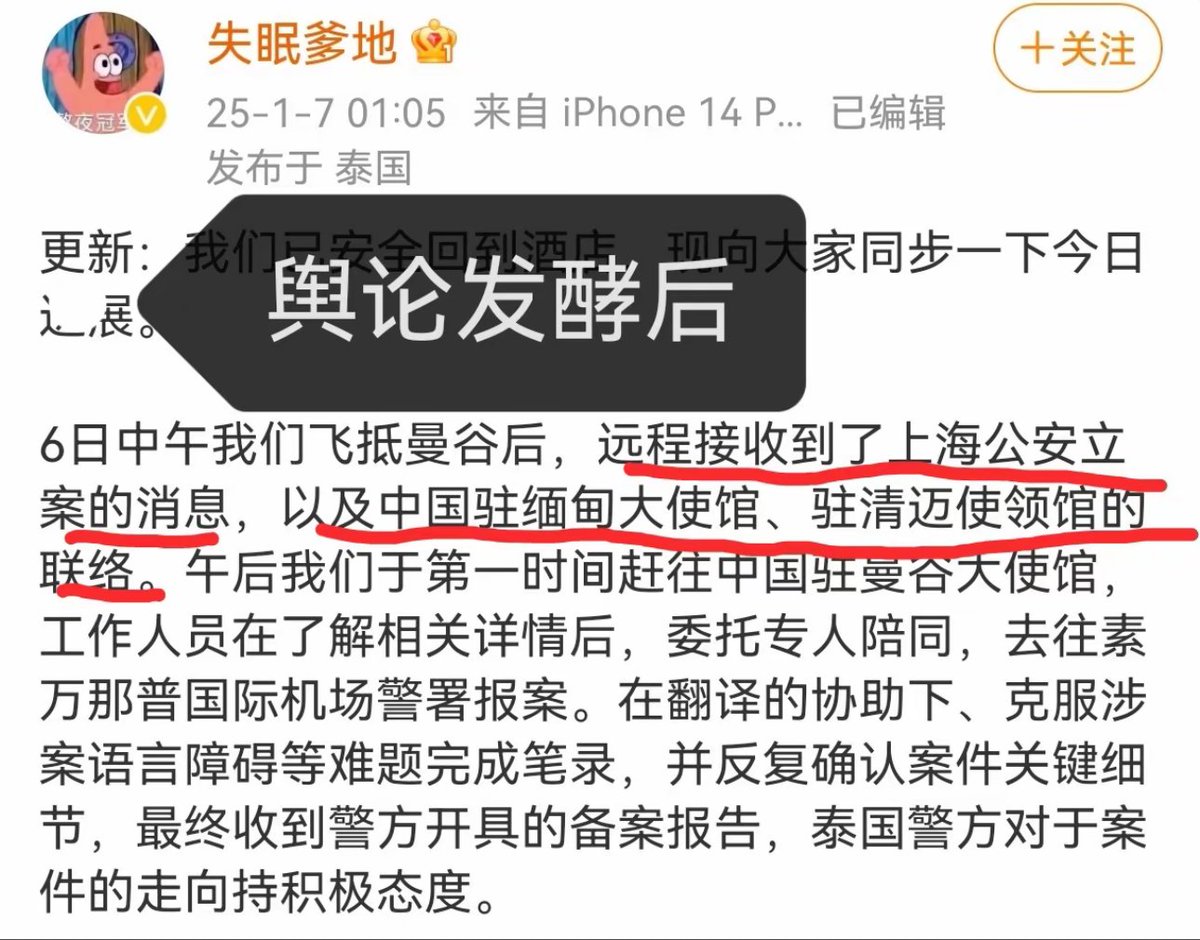 失眠爹地
+关注
25-1-7 01:05 来自 iPhone 14 P... 已编辑
发布于 泰国
更新：我们已安全回到酒店，现向大家同步一下今日
展。
舆论发酵后
6日中午我们飞抵曼谷后，远程接收到了上海公安立
案的消息，以及中国驻缅甸大使馆、驻清迈使领馆的
联络。午后我们于第一时间赶往中国驻曼谷大使馆，
工作人员在了解相关详情后，委托专人陪同，去往素
万那普国际机场警署报案。在翻译的协助下、克服涉
案语言障碍等难题完成笔录，并反复确认案件关键细
节，最终收到警方开具的备案报告，泰国警方对于案
件的走向持积极态度。